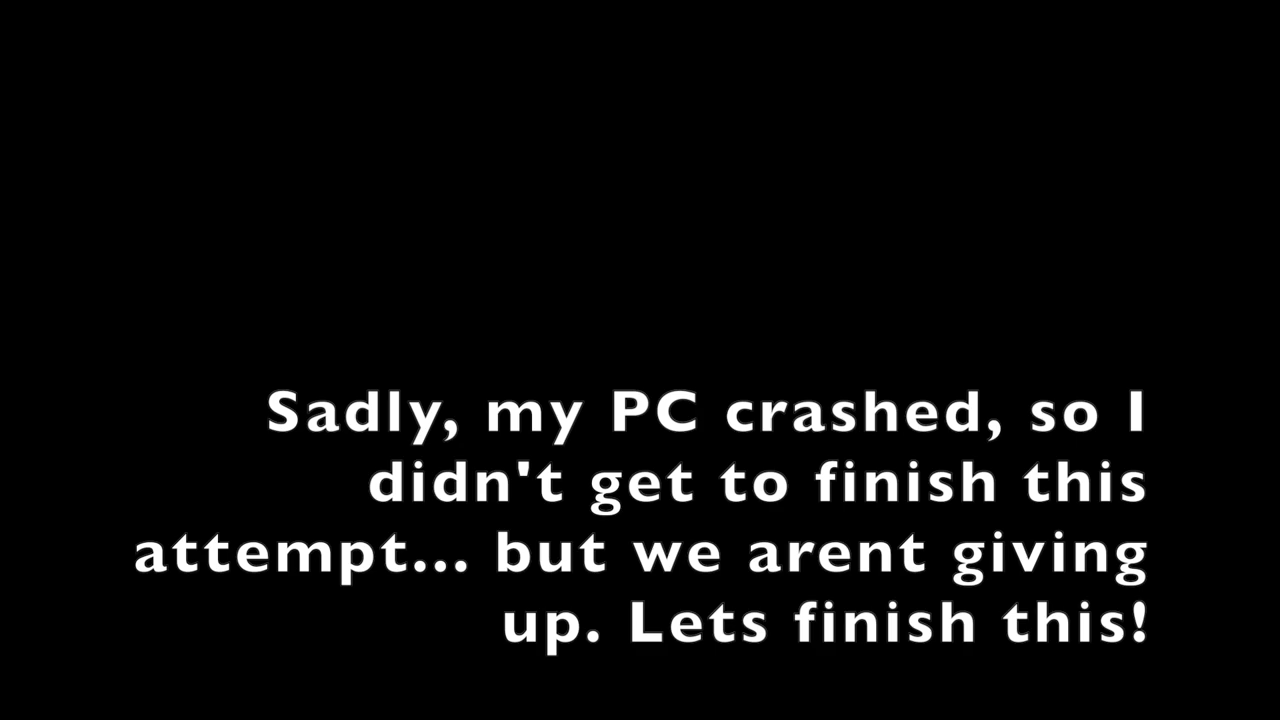 Sadly, my PC crashed, so I
didn't get to finish this
attempt... but we arent giving
up. Lets finish this!